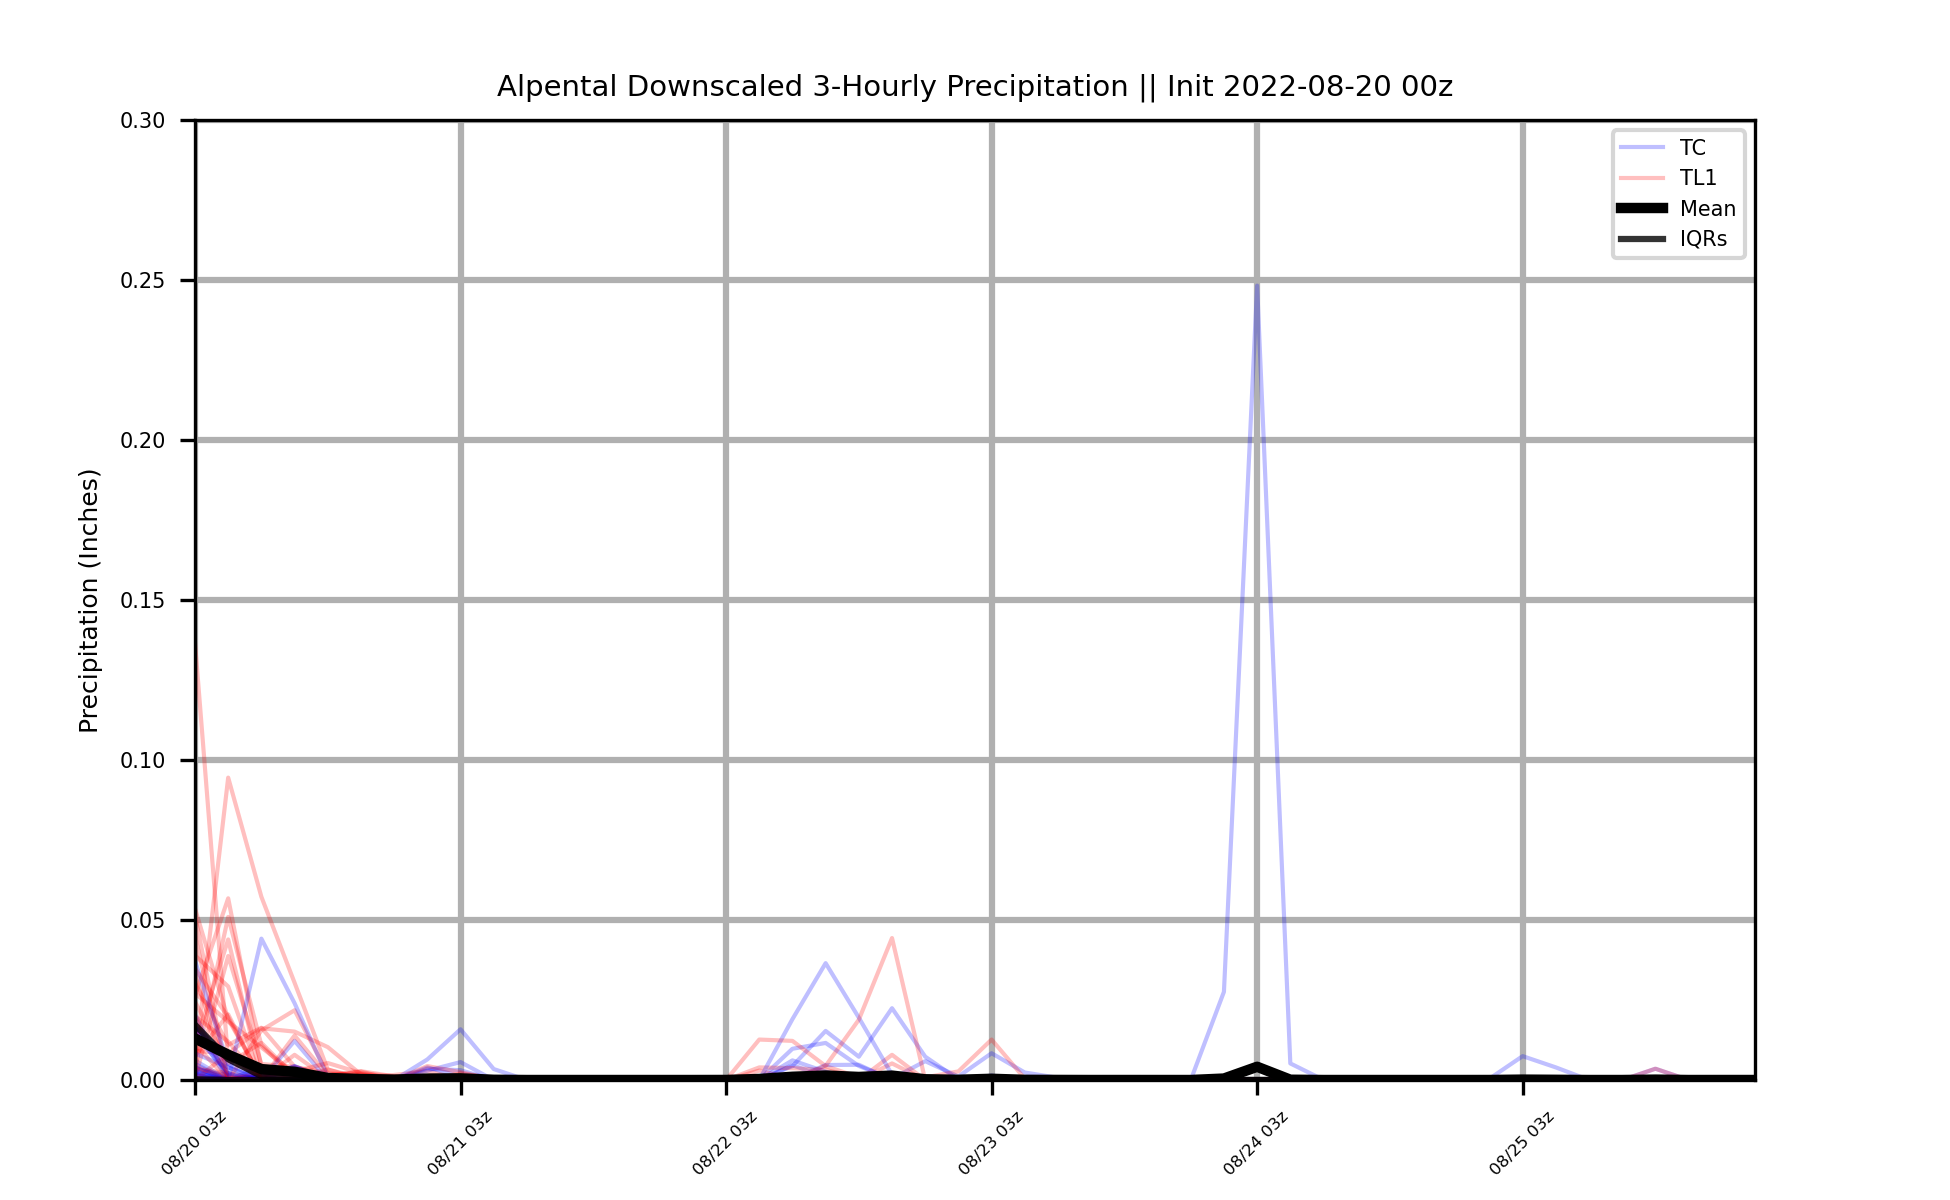 Alpental Downscaled 3-Hourly Precipitation || Init 2022-08-20 00z
TC
TL1
Mean
IQRs
Precipitation (Inches)
0.30
0.25
0.20
0.15
0.10
0.05
0.00
08/20 03z
08/21 03z
08/22 03z
08/23 03z
08/24 03z
08/25 03z